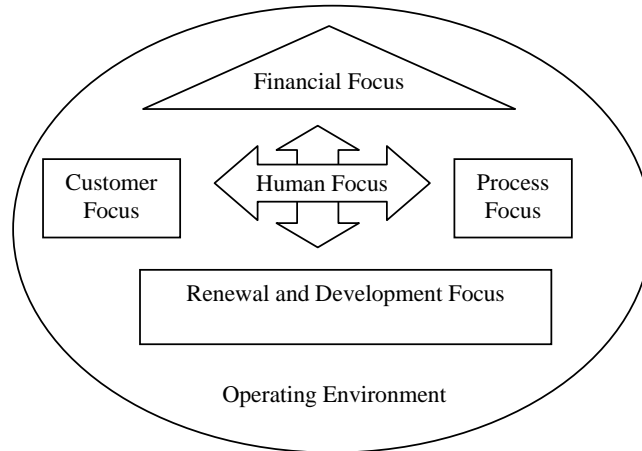 Financial Focus
Customer
Focus
Human Focus
Process
Focus
Renewal and Development Focus
Operating Environment